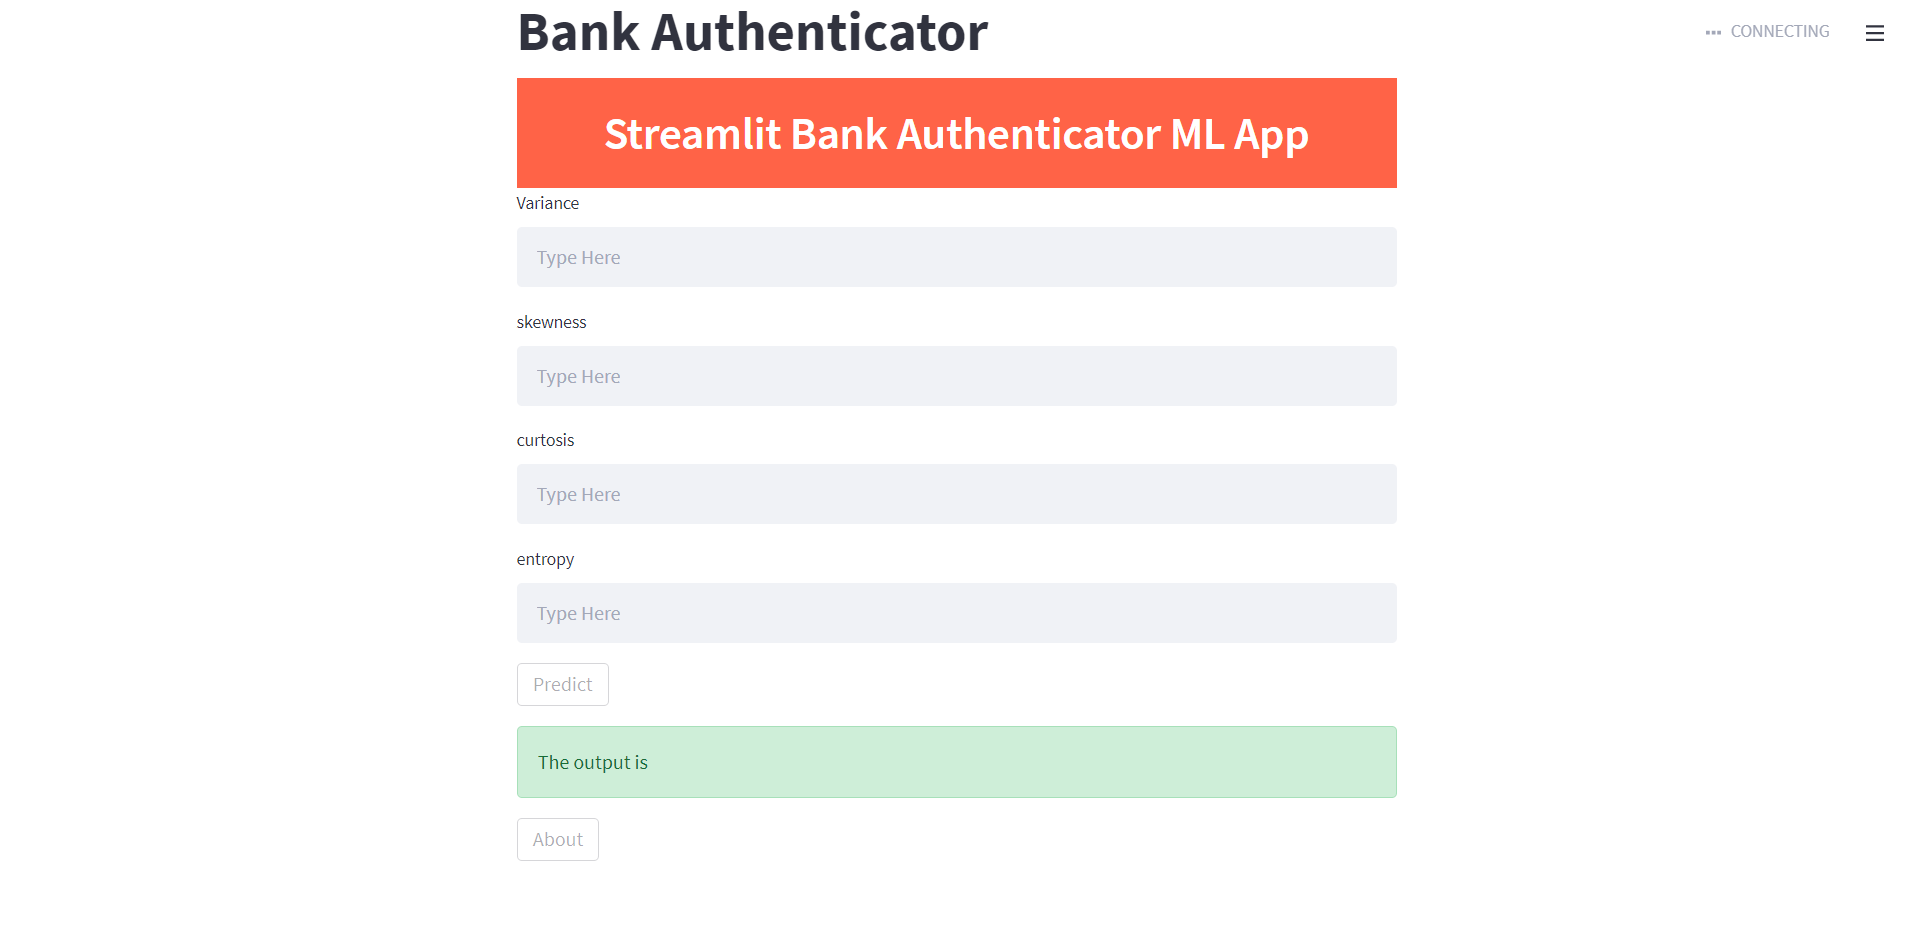 Bank Authenticator
CONNECTING
Streamlit Bank Authenticator ML App
Variance
Type Here
skewness
Type Here
curtosis
Type Here
entropy
Type Here
Predict
The output is
About